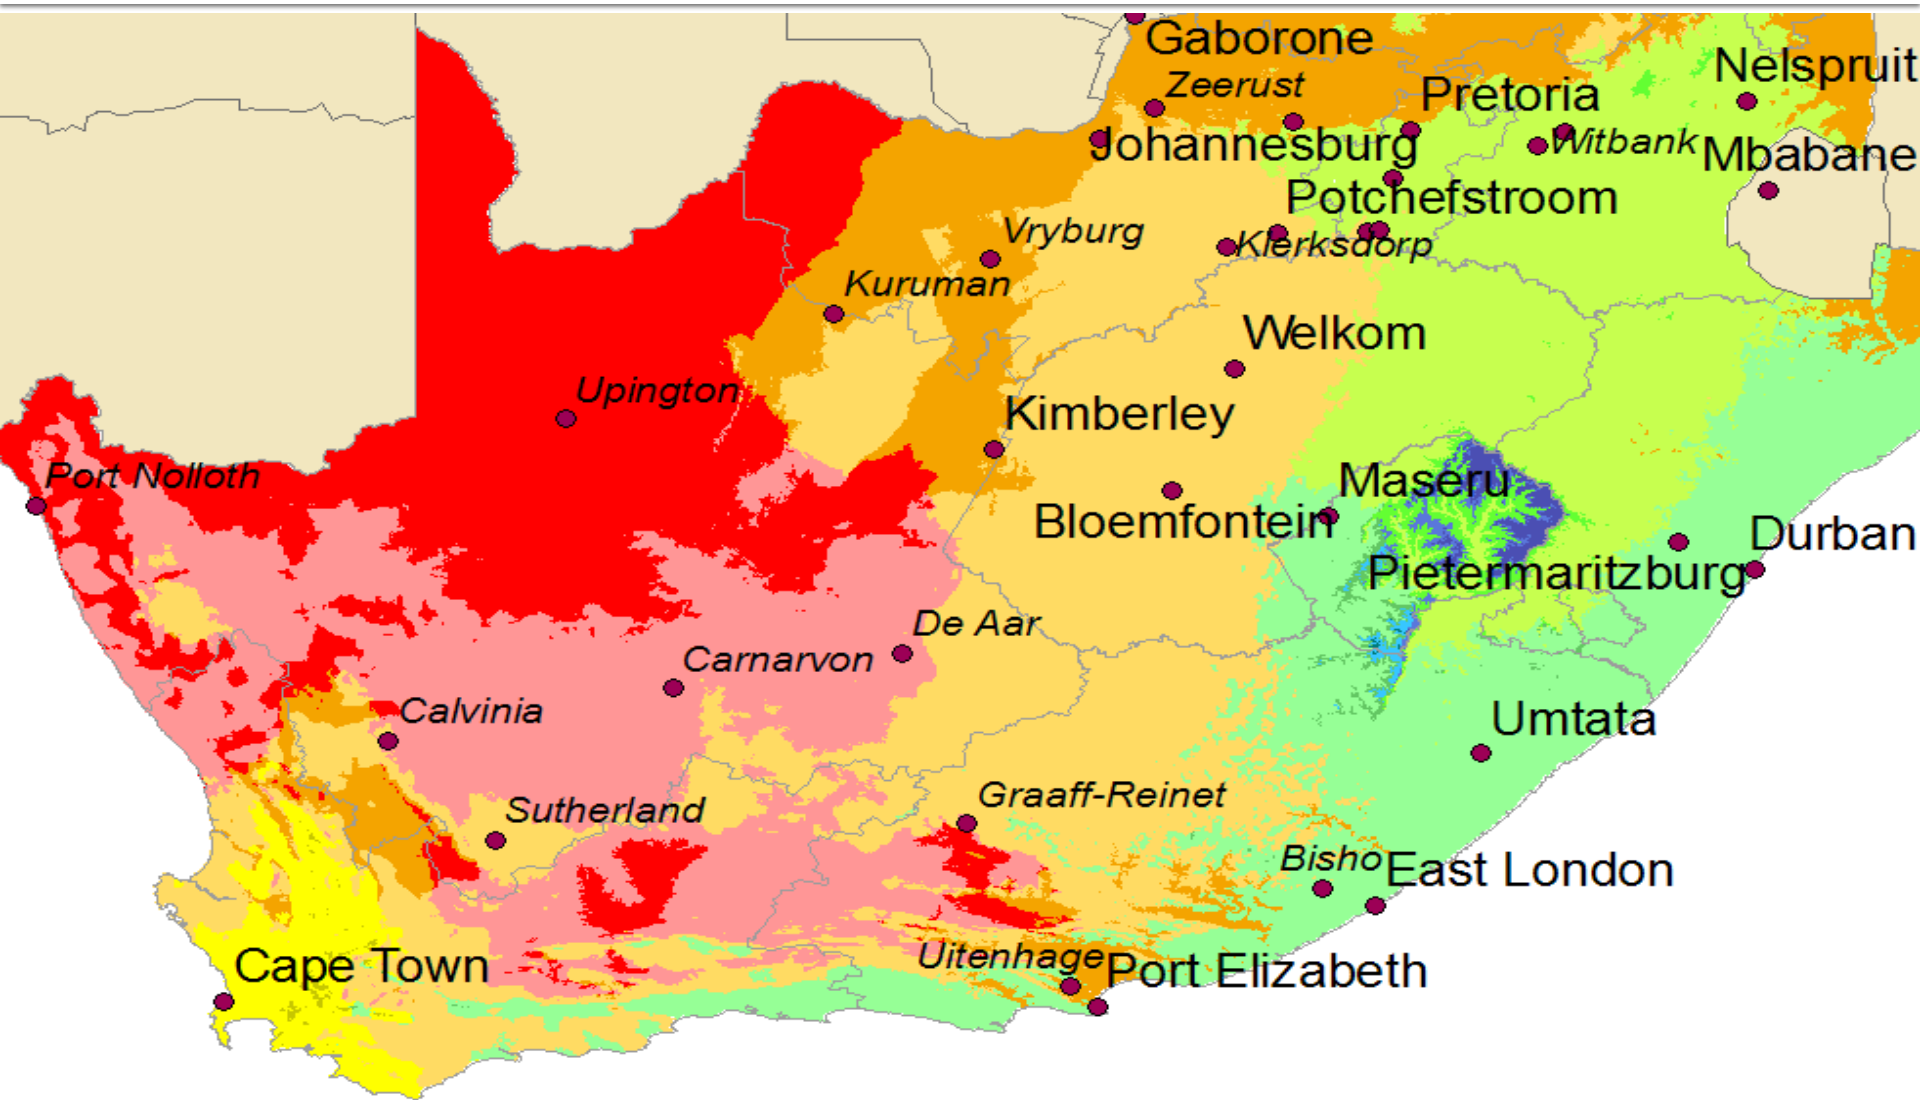 Gaborone
Nelspruit
Zeerust
Pretoria
Johannesburg
Witbank
Mbabane
Potchefstroom
Vryburg
Klerksdorp
Kuruman
Welkom
Upington
Kimberley
Port Nolloth
Maseru
Bloemfontein
Durban
Pietermaritzburg
De Aar
Carnarvon
Calvinia
Umtata
Graaff-Reinet
Sutherland
Bisho
East London
Cape Town
Uitenhage
Port Elizabeth